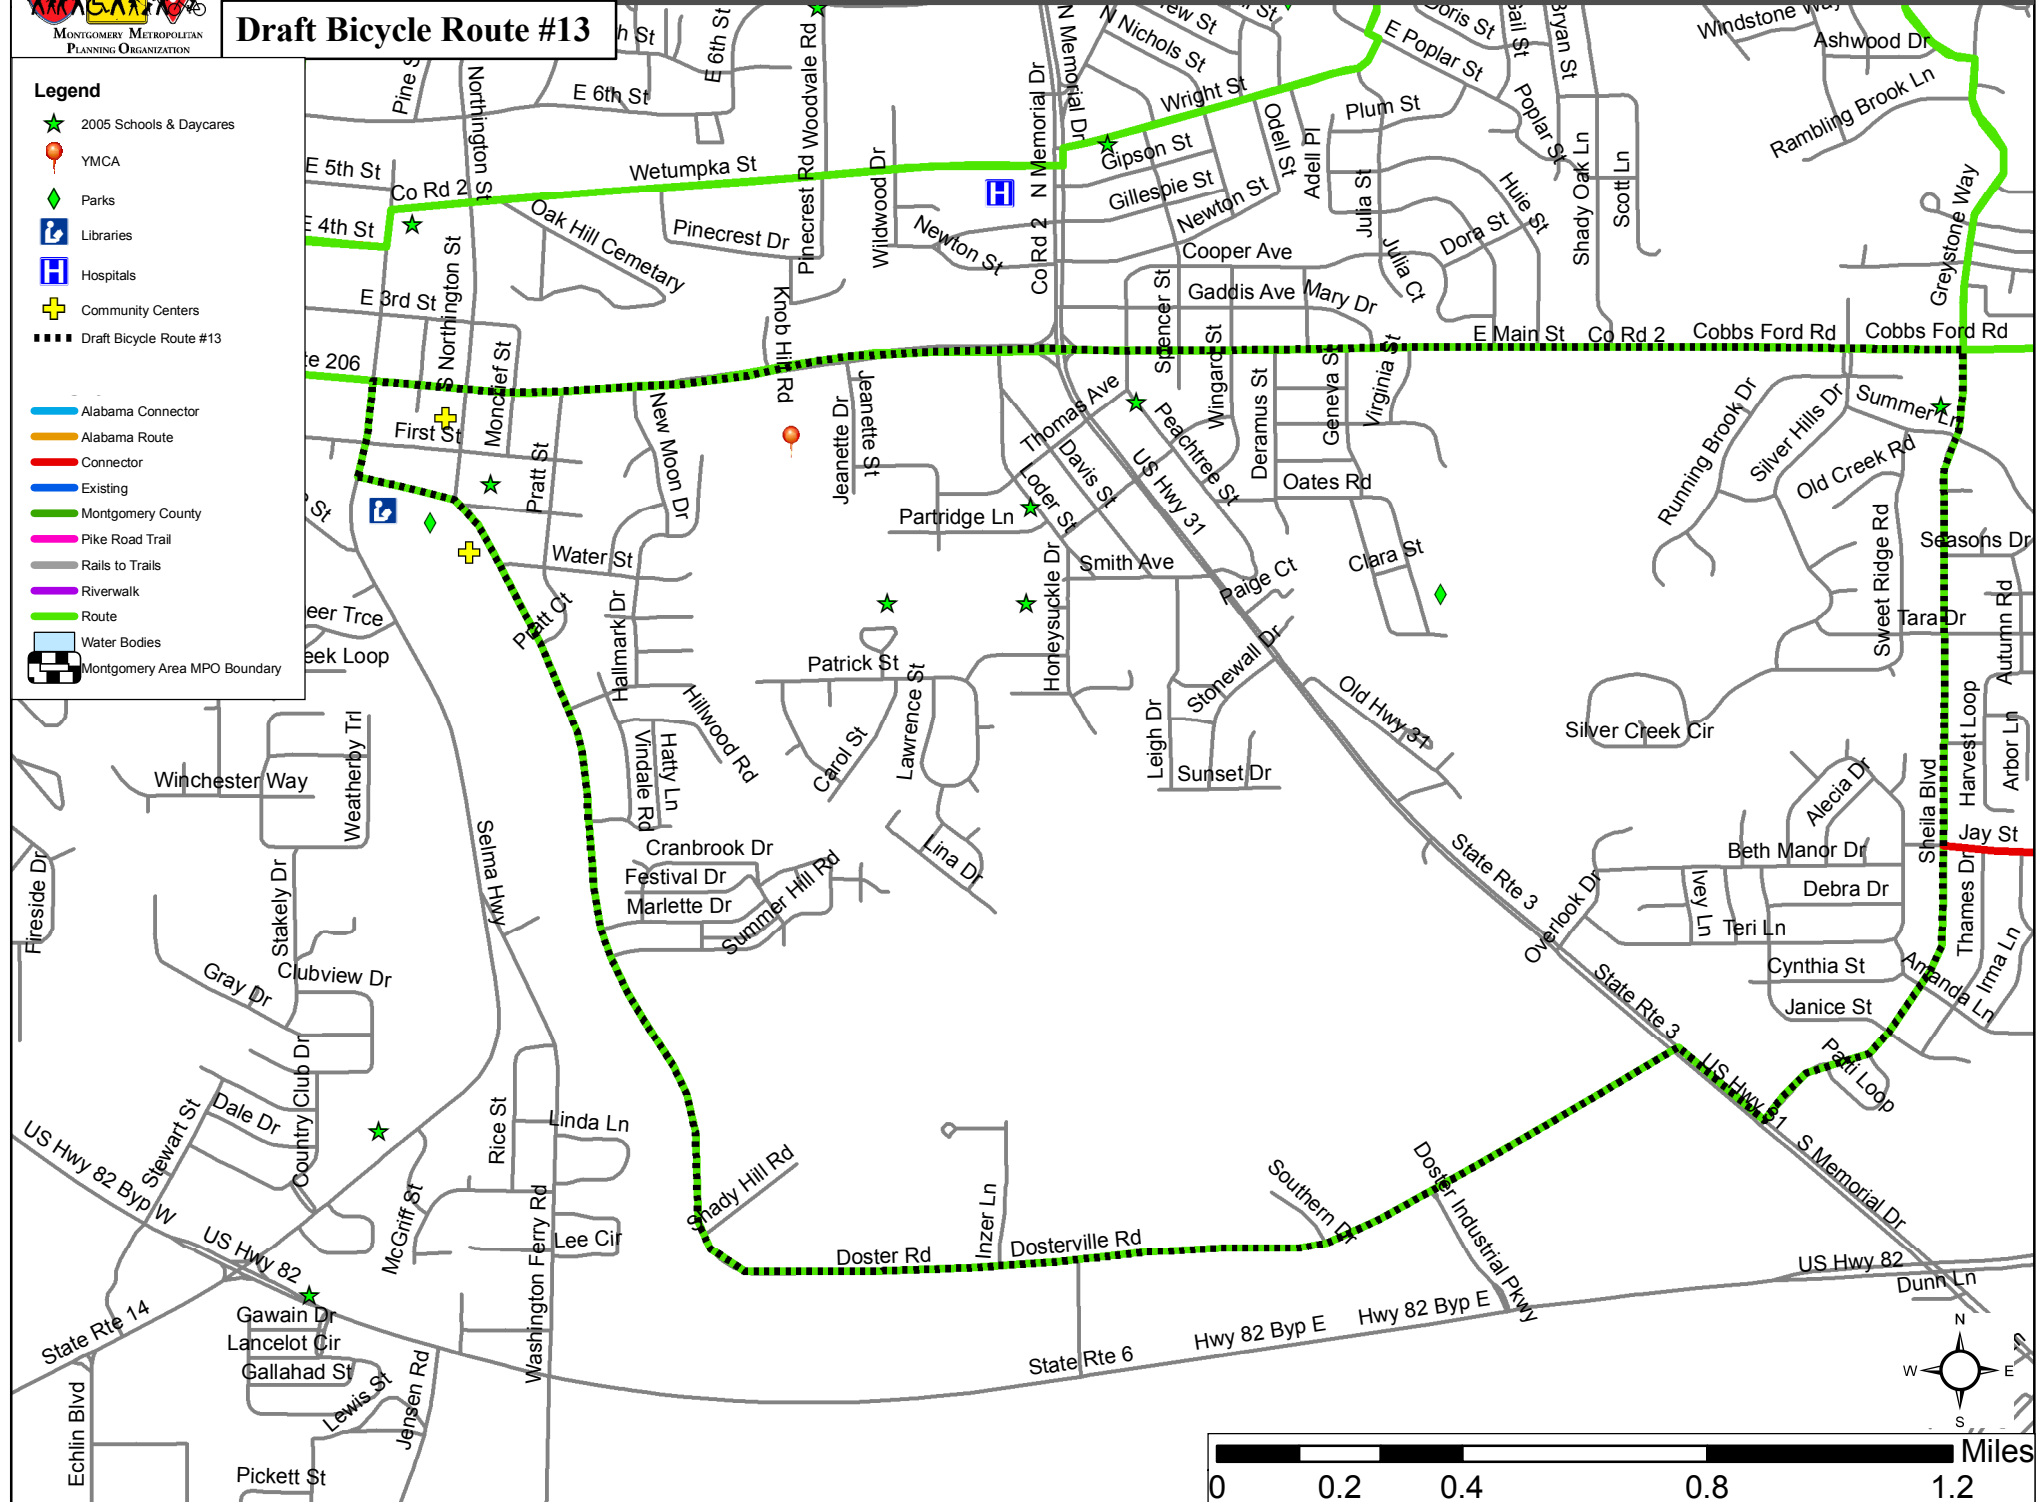 MONTGOMERY METROPOLITAN
PLANNING ORGANIZATION
Draft Bicycle Route #13
Legend
2005 Schools & Daycares
YMCA
Parks
Libraries
Hospitals
Community Centers
Draft Bicycle Route #13
Alabama Connector
Alabama Route
Connector
Existing
Montgomery County
Pike Road Trail
Rails to Trails
Riverwalk
Route
Water Bodies
Montgomery Area MPO Boundary
h St
E 6th St
Woodvale Rd
N Memorial Dr
N Nichols St
ew St
St
E Poplar St
Doris St
Gail St
Bryan St
Windstone Way
Ashwood Dr
Rambling Brook Ln
Northington St
E 6th St
N Memorial Dr
Wright St
Odell St
Plum St
Poplar St
E 5th St
Co Rd 2
Wetumpka St
Pinecrest Rd
Wildwood Dr
H
Gipson St
Gillespie St
Newton St
Adell Pl
Julia St
Huie St
Dora St
Shady Oak Ln
Scott Ln
Greystone Way
E 4th St
Oak Hill Cemetary
Pinecrest Dr
Newton St
Co Rd 2
Cooper Ave
Julia Ct
E 3rd St
S Northington St
Knob Hill Rd
Spencer St
Gaddis Ave
Mary Dr
E Main St
Co Rd 2
Cobbs Ford Rd
Cobbs Ford Rd
te 206
Moncrief St
First St
Pratt St
New Moon Dr
Jeanette Dr
Jeanette St
Thomas Ave
Davis St
Loder St
Peachtree St
US Hwy 31
Wingard St
Deramus St
Geneva St
Virginia St
Oates Rd
Running Brook Dr
Silver Hills Dr
Summer Ln
Old Creek Rd
St
Partridge Ln
Water St
Smith Ave
Paige Ct
Clara St
Seasons Dr
Sweet Ridge Rd
Tara Dr
Autumn Rd
eer Trce
eek Loop
Pratt Ct
Hallmark Dr
Patrick St
Lawrence St
Honeysuckle Dr
Stonewall Dr
Leigh Dr
Old Hwy 31
Silver Creek Cir
Harvest Loop
Arbor Ln
Hillwood Rd
Hatty Ln
Vindale Rd
Carol St
Sunset Dr
Winchester Way
Weatherby Trl
Selma Hwy
Cranbrook Dr
Festival Dr
Marlette Dr
Summer Hill Rd
Lina Dr
State Rte 3
Alecia Dr
Beth Manor Dr
Sheila Blvd
Jay St
Thames Dr
Ivey Ln
Debra Dr
Teri Ln
Overlook Dr
Cynthia St
Amanda Ln
Irma Ln
Janice St
Fireside Dr
Stakely Dr
Clubview Dr
Gray Dr
State Rte 3
US Hwy 31
Patti Loop
Country Club Dr
Dale Dr
Stewart St
US Hwy 82 Byp W
US Hwy 82
Rice St
Linda Ln
McGriff St
Lee Cir
Washington Ferry Rd
Shady Hill Rd
Doster Rd
Inzer Ln
Dosterville Rd
Southern Dr
Doster Industrial Pkwy
S Memorial Dr
US Hwy 82
Dunn Ln
State Rte 14
Gawain Dr
Lancelot Cir
Gallahad St
Lewis St
Jensen Rd
Echlin Blvd
Pickett St
State Rte 6
Hwy 82 Byp E
Hwy 82 Byp E
N
W
E
S
Miles
0 0.2 0.4 0.8 1.2